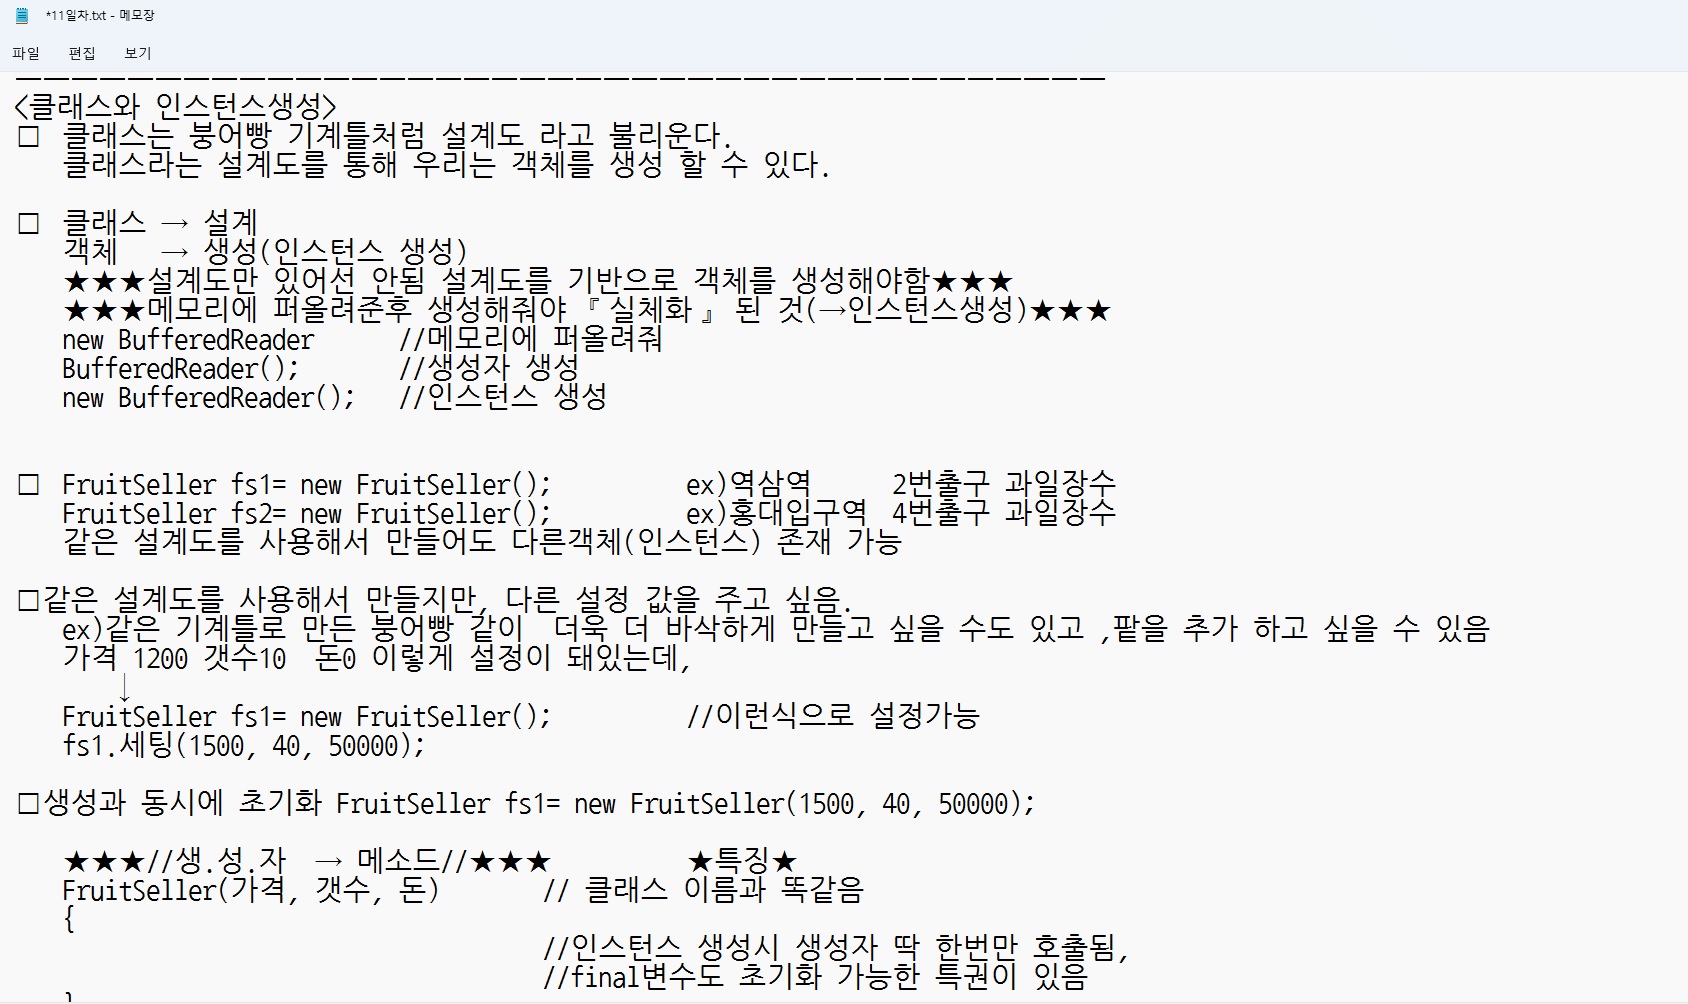 *11일차.txt - 메모장
파일 편집 보기
<클래스와 인스턴스생성>
□ 클래스는 붕어빵 기계틀처럼 설계도 라고 불리운다.
클래스라는 설계도를 통해 우리는 객체를 생성 할 수 있다.
□ 클래스 → 설계
객체 → 생성(인스턴스 생성)
★★★설계도만 있어선 안됨 설계도를 기반으로 객체를 생성해야함★★★
★★★메모리에 퍼올려준후 생성해줘야『실체화』된 것(→인스턴스생성)★★★
new BufferedReader //메모리에 퍼올려줘
BufferedReader(); //생성자 생성
new BufferedReader(); //인스턴스 생성
□ FruitSeller fs1= new FruitSeller(); ex)역삼역 2번출구 과일장수
FruitSeller fs2= new FruitSeller(); ex)홍대입구역 4번출구 과일장수
같은 설계도를 사용해서 만들어도 다른객체(인스턴스) 존재 가능
□같은 설계도를 사용해서 만들지만, 다른 설정 값을 주고 싶음.
ex)같은 기계틀로 만든 붕어빵 같이 더욱 더 바삭하게 만들고 싶을 수도 있고 ,팥을 추가 하고 싶을 수 있음
가격 1200 갯수10 돈0 이렇게 설정이 돼있는데,
↓
FruitSeller fs1= new FruitSeller(); //이런식으로 설정가능
fs1.세팅(1500, 40, 50000);
□생성과 동시에 초기화 FruitSeller fs1= new FruitSeller(1500, 40, 50000);
★★★//생.성.자 → 메소드//★★★ ★특징★
FruitSeller(가격, 갯수, 돈) // 클래스 이름과 똑같음
{
//인스턴스 생성시 생성자 딱 한번만 호출됨,
//final변수도 초기화 가능한 특권이 있음
}